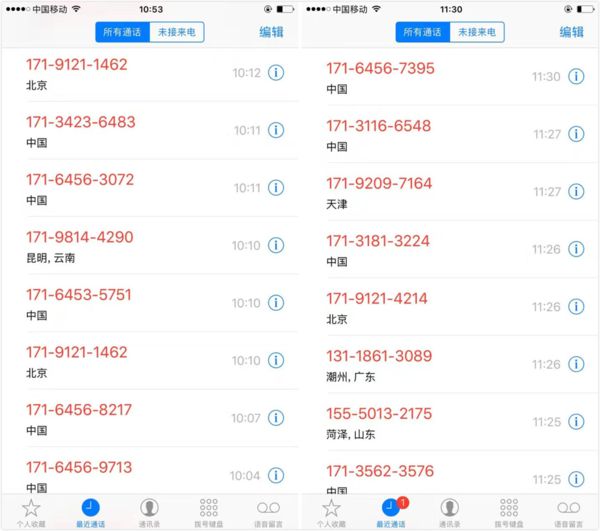 中国移动
10:53
所有通话 未接来电 编辑
171-9121-1462
北京
10:12
171-3423-6483
中国
10:11
171-6456-3072
中国
10:11
171-9814-4290
昆明, 云南
10:10
171-6453-5751
中国
10:10
171-9121-1462
北京
10:10
171-6456-8217
中国
10:07
171-6456-9713
中国
10:04
个人收藏 最近通话 通讯录 拨号键盘 语音留言
中国移动
11:30
所有通话 未接来电 编辑
171-6456-7395
中国
11:30
171-3116-6548
中国
11:27
171-9209-7164
天津
11:27
171-3181-3224
中国
11:26
171-9121-4214
北京
11:26
131-1861-3089
潮州, 广东
11:26
155-5013-2175
菏泽, 山东
11:25
171-3562-3576
中国
11:25
1
个人收藏 最近通话 通讯录 拨号键盘 语音留言